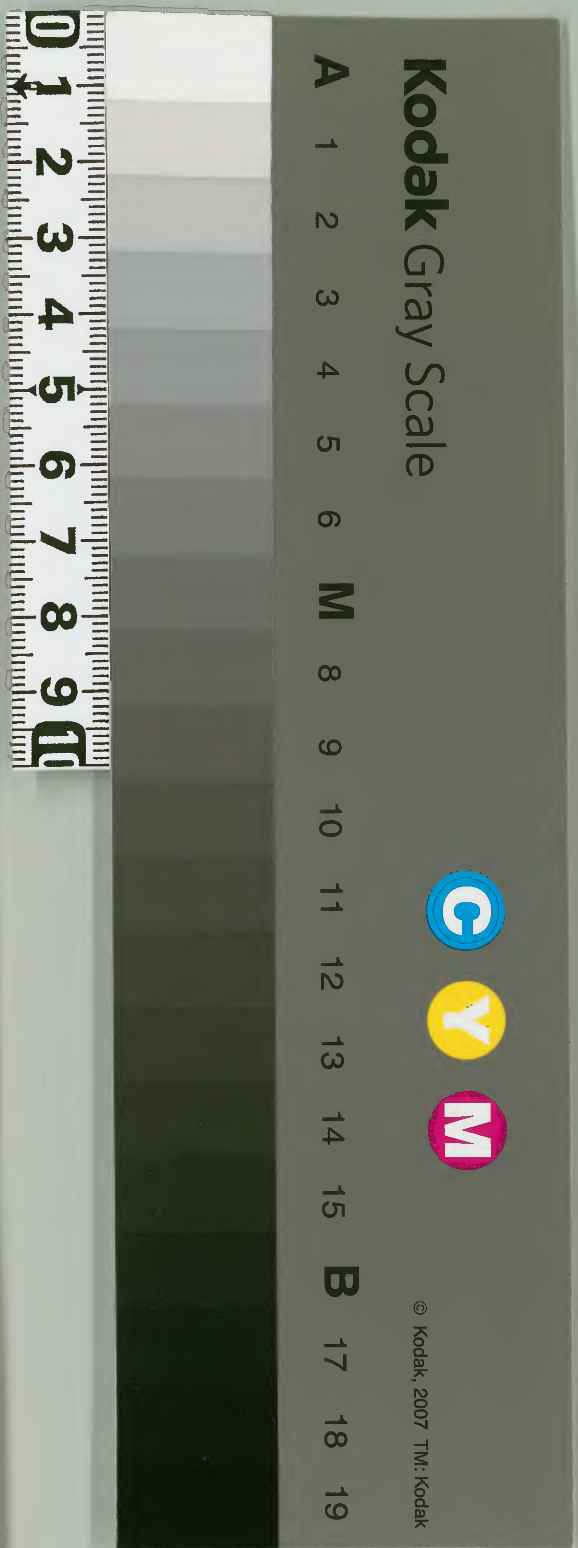 Kodak Gray Scale
C Y M
© Kodak, 2007 TM: Kodak
A 1 2 3 4 5 6 M 8 9 10 11 12 13 14 15 B 17 18 19
0 1 2 3 4 5 6 7 8 9 10